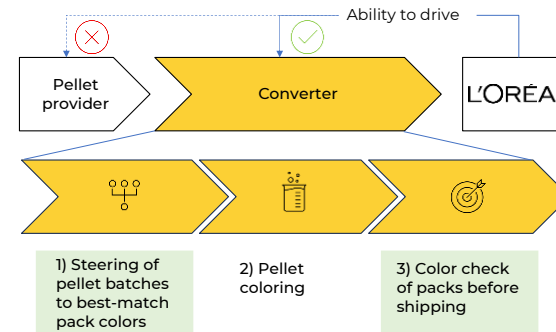 Ability to drive
Pellet
provider
Converter
L'ORÉA
1) Steering of
pellet batches
to best-match
pack colors
2) Pellet
coloring
3) Color check
of packs before
shipping